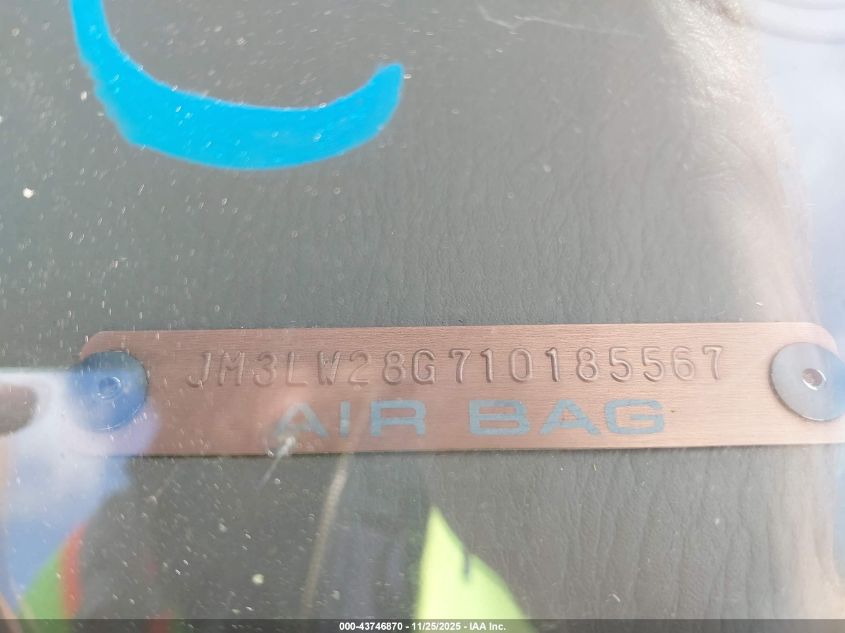 JM3LW28G710185567
AIR BAG
000-43746870 | 11/25/2025 - IAA Inc.